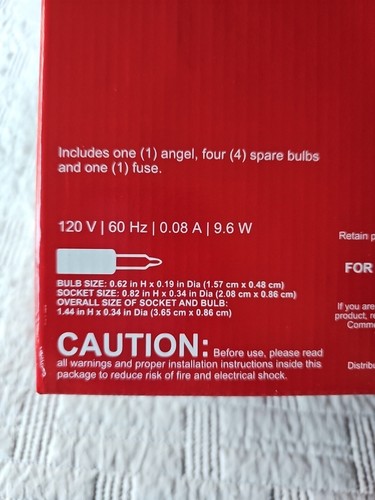 Includes one (1) angel, four (4) spare bulbs
and one (1) fuse.
120 V | 60 Hz | 0.08 A | 9.6 W
BULB SIZE: 0.62 in H x 0.19 in Dia (1.57 cm x 0.48 cm)
SOCKET SIZE: 0.82 in H x 0.34 in Dia (2.08 cm x 0.86 cm)
OVERALL SIZE OF SOCKET AND BULB:
1.44 in H x 0.34 in Dia (3.65 cm x 0.86 cm)
CAUTION: Before use, please read
all warnings and proper installation instructions inside this
package to reduce risk of fire and electrical shock.
Retain p
FOR
If you are
product, re
Comme
Distribu